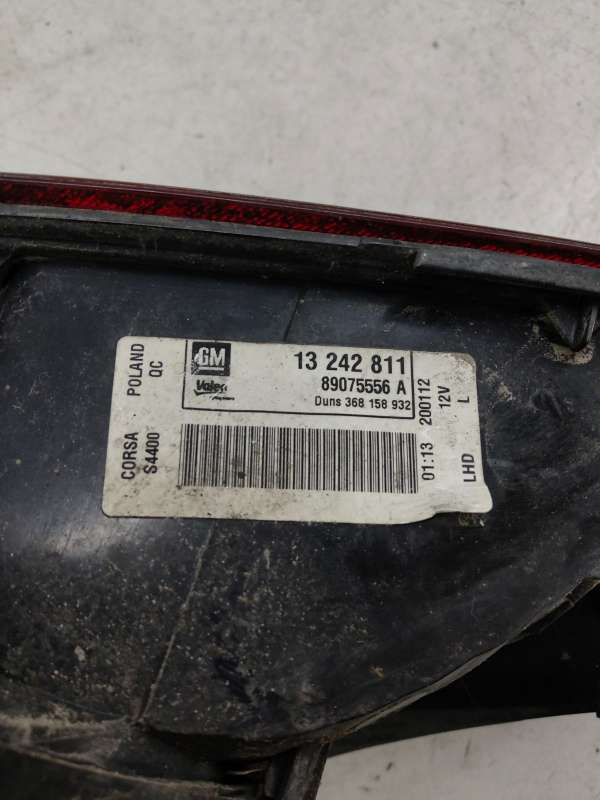 GM
13 242 811
Valeo
89075556 A
Duns 368 158 932
CORSA POLAND
S4400 QC
01:13 200112
12V
LHD L